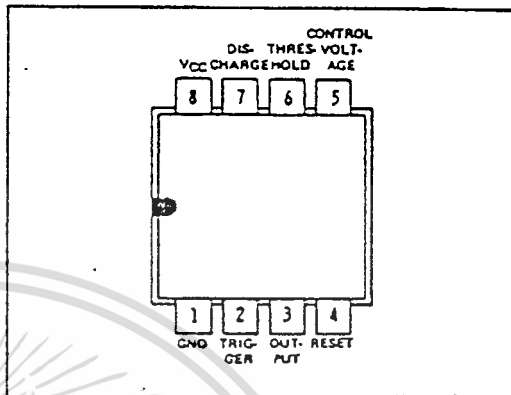 CONTROL
DIS- THRES- VOLT-
VCC CHARGE HOLD AGE
8 7 6 5
1 2 3 4
GND TRIG- OUT- RESET
GER PUT